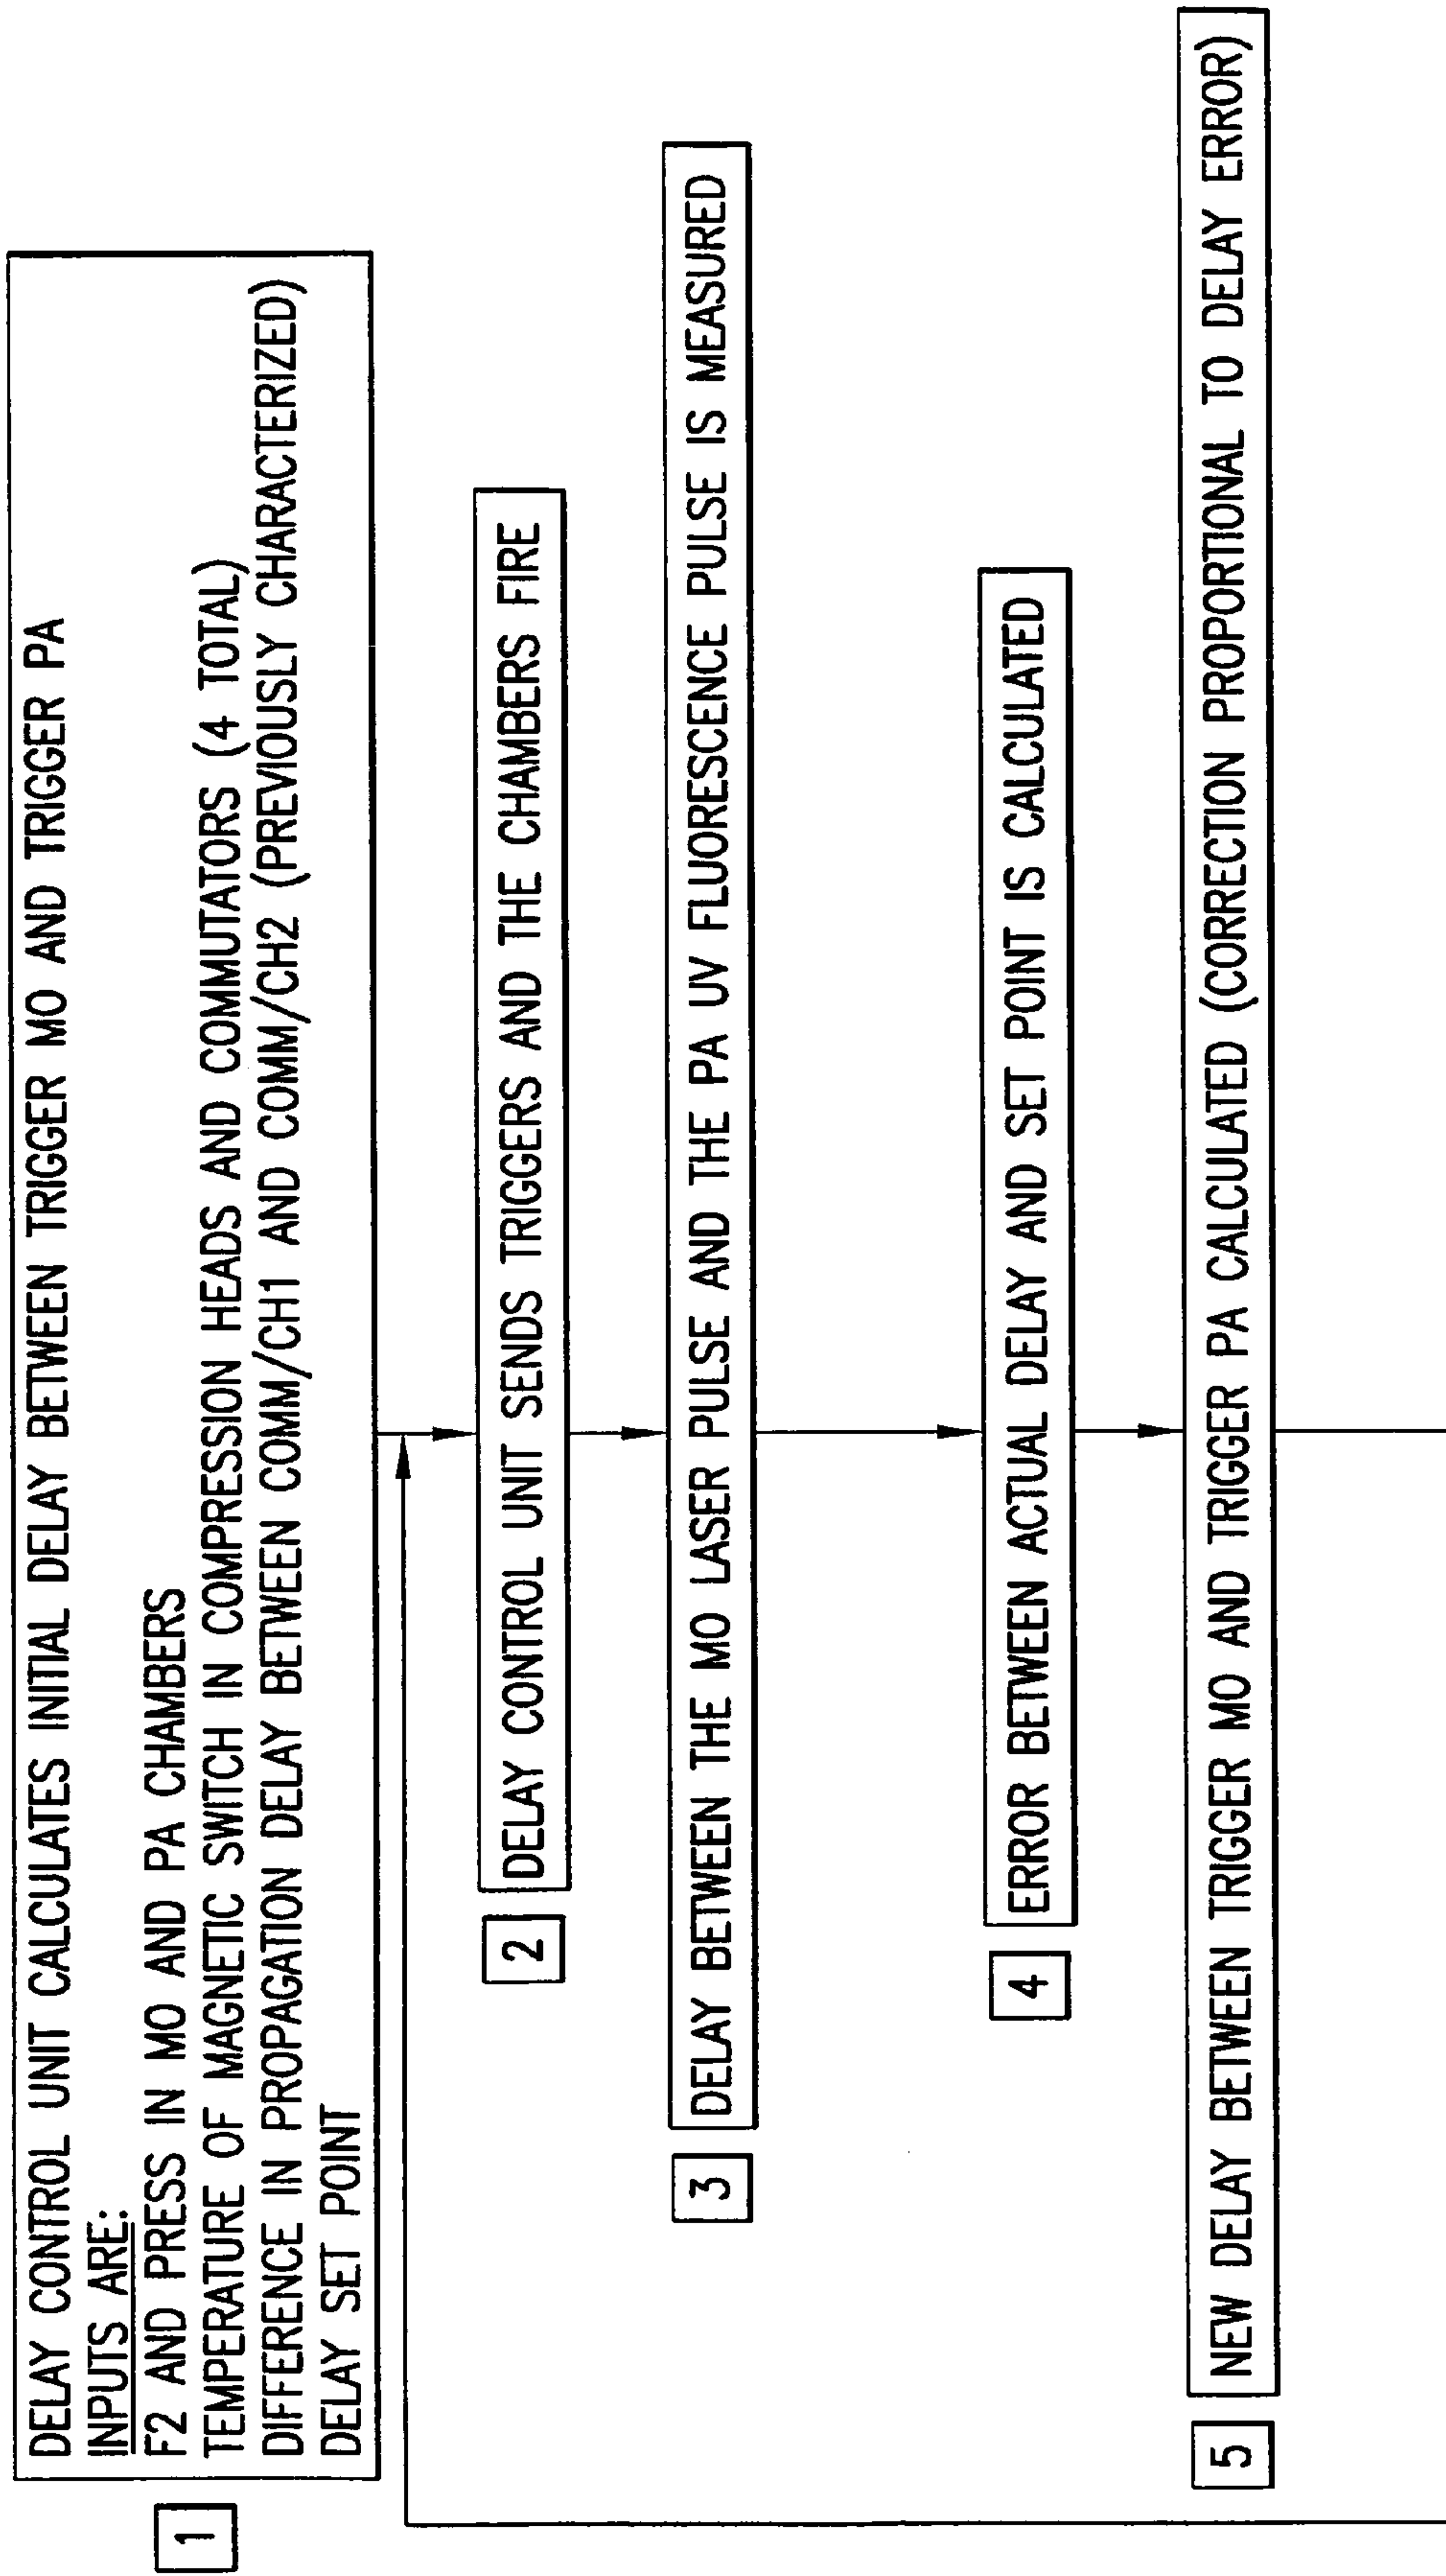 1
DELAY CONTROL UNIT CALCULATES INITIAL DELAY BETWEEN TRIGGER MO AND TRIGGER PA
INPUTS ARE:
F2 AND PRESS IN MO AND PA CHAMBERS
TEMPERATURE OF MAGNETIC SWITCH IN COMPRESSION HEADS AND COMMUTATORS (4 TOTAL)
DIFFERENCE IN PROPAGATION DELAY BETWEEN COMM/CH1 AND COMM/CH2 (PREVIOUSLY CHARACTERIZED)
DELAY SET POINT
2
DELAY CONTROL UNIT SENDS TRIGGERS AND THE CHAMBERS FIRE
3
DELAY BETWEEN THE MO LASER PULSE AND THE PA UV FLUORESCENCE PULSE IS MEASURED
4
ERROR BETWEEN ACTUAL DELAY AND SET POINT IS CALCULATED
5
NEW DELAY BETWEEN TRIGGER MO AND TRIGGER PA CALCULATED (CORRECTION PROPORTIONAL TO DELAY ERROR)